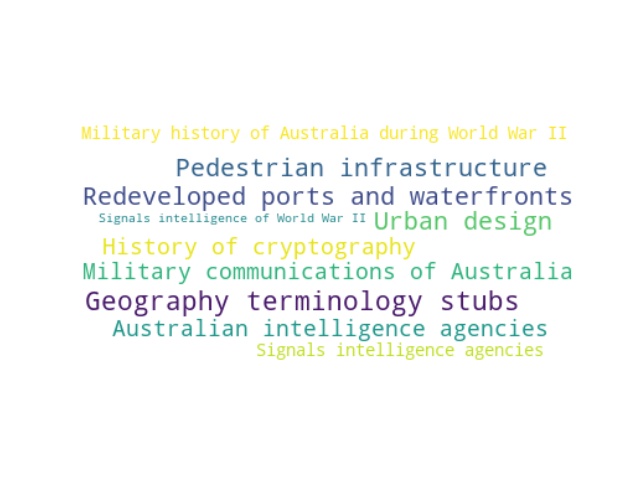 Military history of Australia during World War II
Pedestrian infrastructure
Redeveloped ports and waterfronts
Signals intelligence of World War II
Urban design
History of cryptography
Military communications of Australia
Geography terminology stubs
Australian intelligence agencies
Signals intelligence agencies